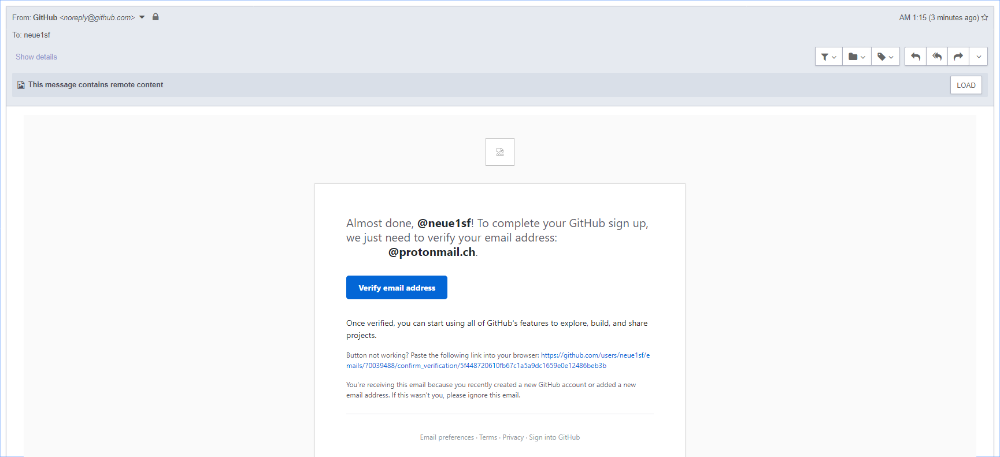 From: GitHub <noreply@github.com>
AM 1:15 (3 minutes ago)
To: neue1sf
Show details
This message contains remote content
LOAD
Almost done, @neue1sf! To complete your GitHub sign up,
we just need to verify your email address:
@protonmail.ch.
Verify email address
Once verified, you can start using all of GitHub's features to explore, build, and share
projects.
Button not working? Paste the following link into your browser: https://github.com/users/neue1sf/e
mails/70039488/confirm_verification/5f448720610fb67c1a5a9dc1659e0e12486beb3b
You’re receiving this email because you recently created a new GitHub account or added a new
email address. If this wasn’t you, please ignore this email.
Email preferences · Terms · Privacy · Sign into GitHub